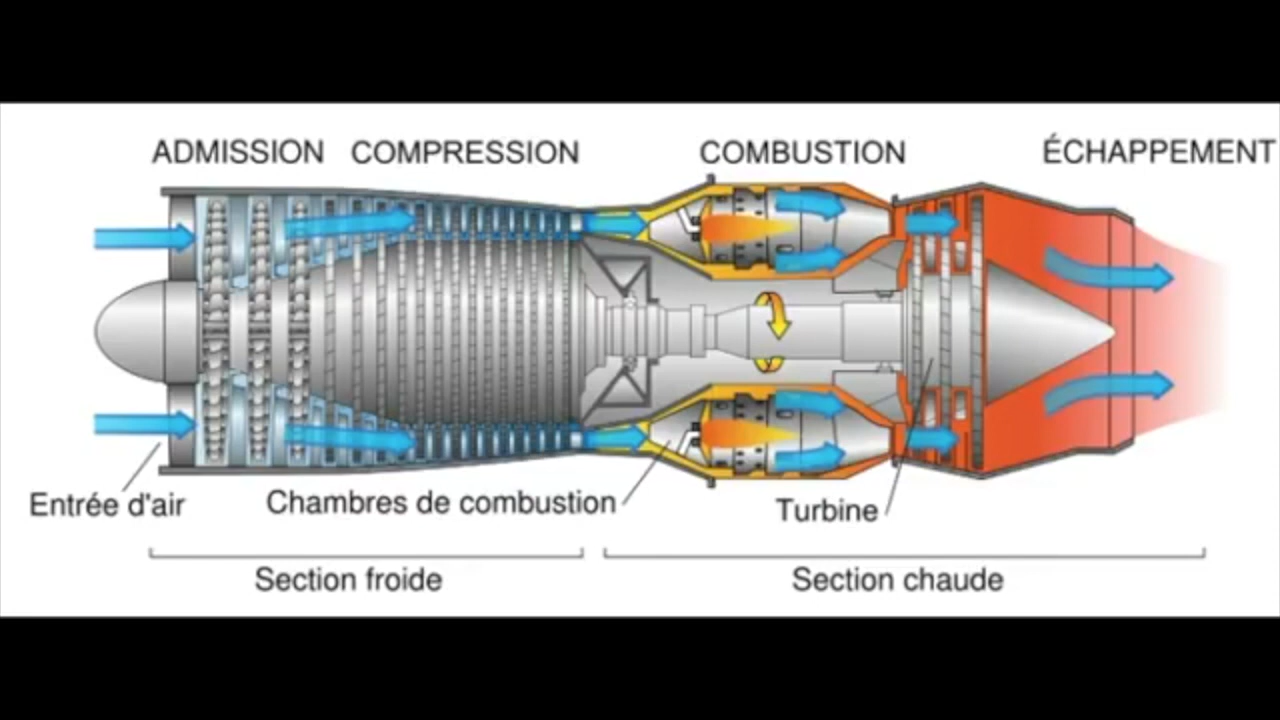 ADMISSION
COMPRESSION
COMBUSTION
ÉCHAPPEMENT
Entrée d'air
Chambres de combustion
Turbine
Section froide
Section chaude